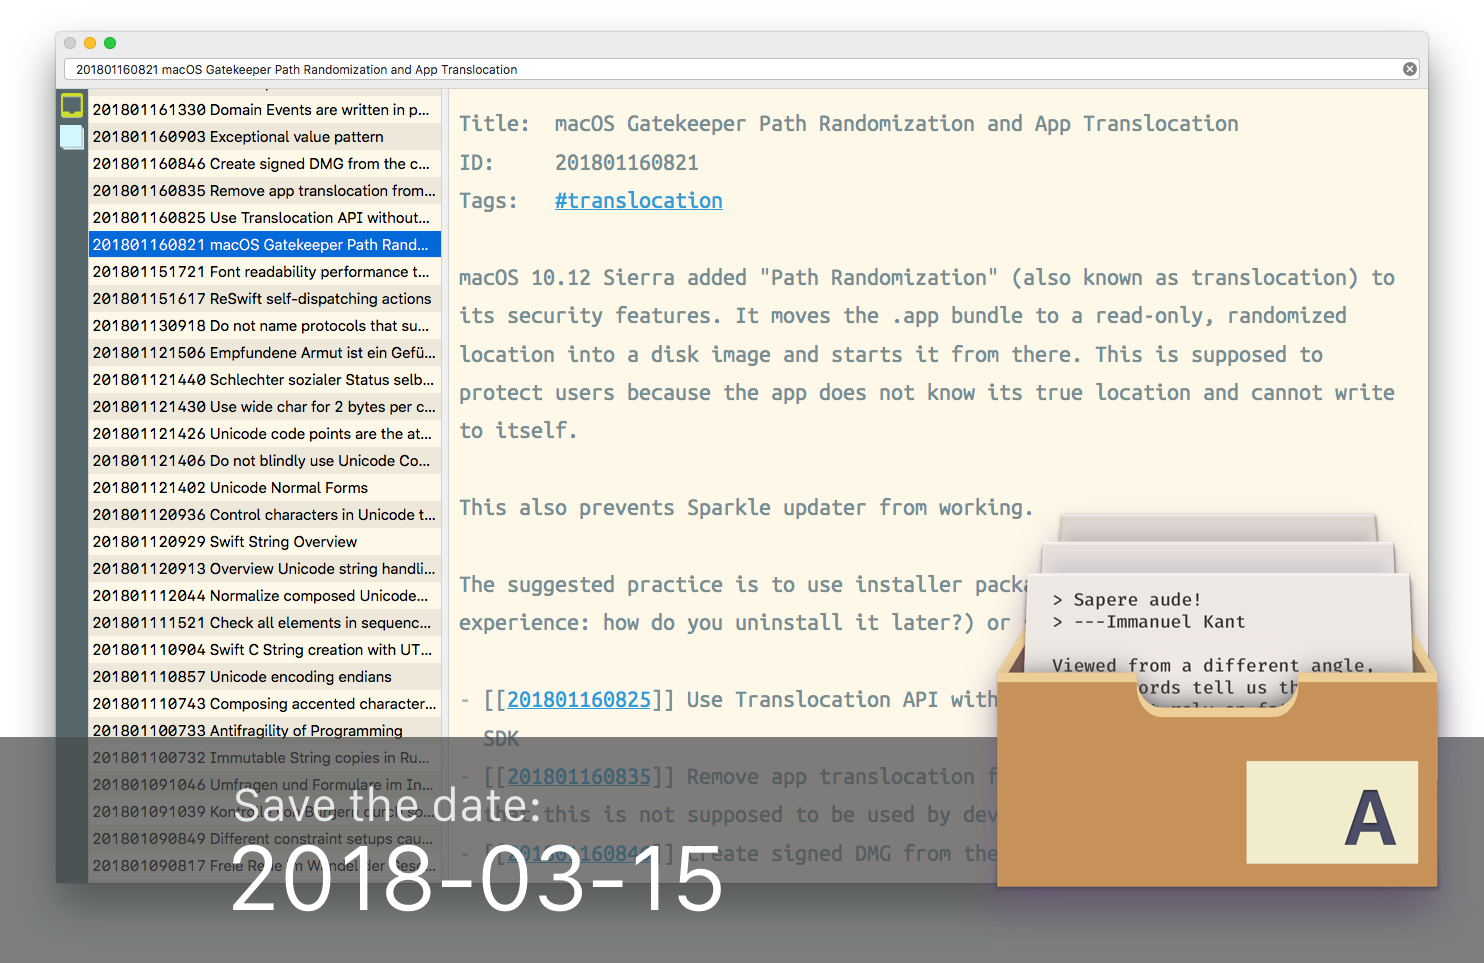 201801160821 macOS Gatekeeper Path Randomization and App Translocation
201801161330 Domain Events are written in p...
201801160903 Exceptional value pattern
201801160846 Create signed DMG from the c...
201801160835 Remove app translocation from...
201801160825 Use Translocation API without...
201801160821 macOS Gatekeeper Path Rand...
201801151721 Font readability performance t...
201801151617 ReSwift self-dispatching actions
201801130918 Do not name protocols that su...
201801121506 Empfundene Armut ist ein Gefü...
201801121440 Schlechter sozialer Status selb...
201801121430 Use wide char for 2 bytes per c...
201801121426 Unicode code points are the at...
201801121406 Do not blindly use Unicode Co...
201801121402 Unicode Normal Forms
201801120936 Control characters in Unicode t...
201801120929 Swift String Overview
201801120913 Overview Unicode string handli...
201801112044 Normalize composed Unicode...
201801111521 Check all elements in sequenc...
201801110904 Swift C String creation with UT...
201801110857 Unicode encoding endians
201801110743 Composing accented character...
201801100733 Antifragility of Programming
201801100732 Immutable String copies in Ru...
201801091046 Umfragen und Formulare im In...
201801091039 Kontrolle von Bürgern durch so...
201801090849 Different constraint setups cau...
201801090817 Freie Rede im Wandel der Gesc...
Title: macOS Gatekeeper Path Randomization and App Translocation
ID: 201801160821
Tags: #translocation
macOS 10.12 Sierra added "Path Randomization" (also known as translocation) to
its security features. It moves the .app bundle to a read-only, randomized
location into a disk image and starts it from there. This is supposed to
protect users because the app does not know its true location and cannot write
to itself.
This also prevents Sparkle updater from working.
The suggested practice is to use installer pack
experience: how do you uninstall it later?) or
- [[201801160825]] Use Translocation API with
SDK
- [[201801160835]] Remove app translocation f
that this is not supposed to be used by dev
- [[201801160846]] Create signed DMG from the
> Sapere aude!
> ---Immanuel Kant
Viewed from a different angle,
ords tell us th
A
Save the date:
2018-03-15